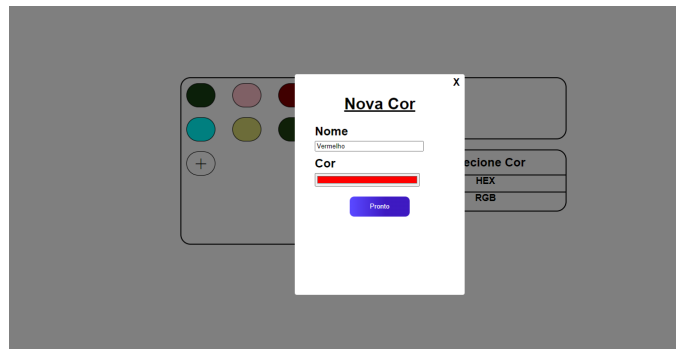 X
Nova Cor
Nome
Vermelho
Cor
Pronto
ecione Cor
HEX
RGB